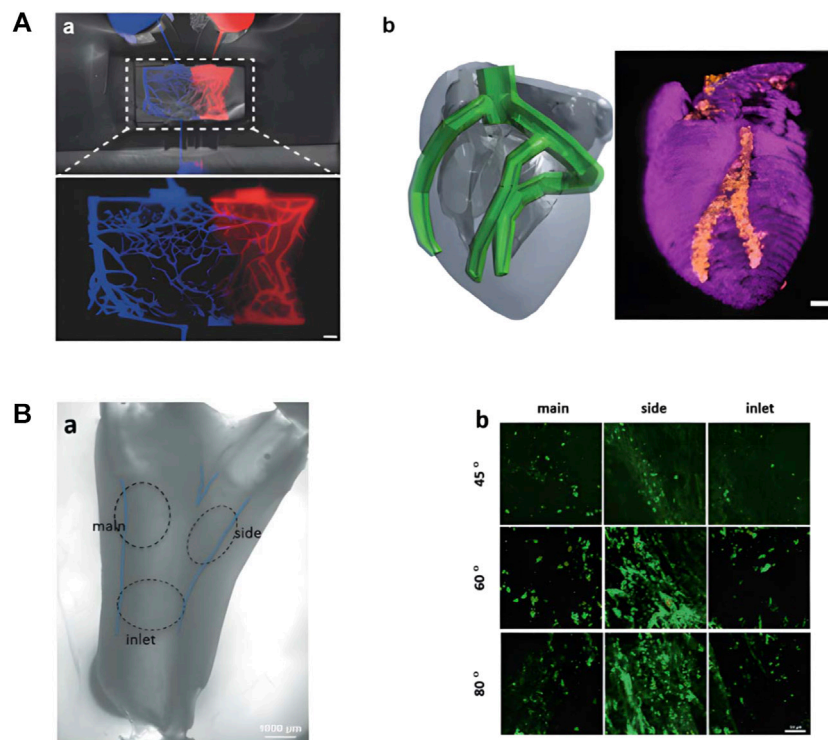 A
a
b
B
a
main
side
inlet
1000 µm
b
main side inlet
45 °
60 °
80 °